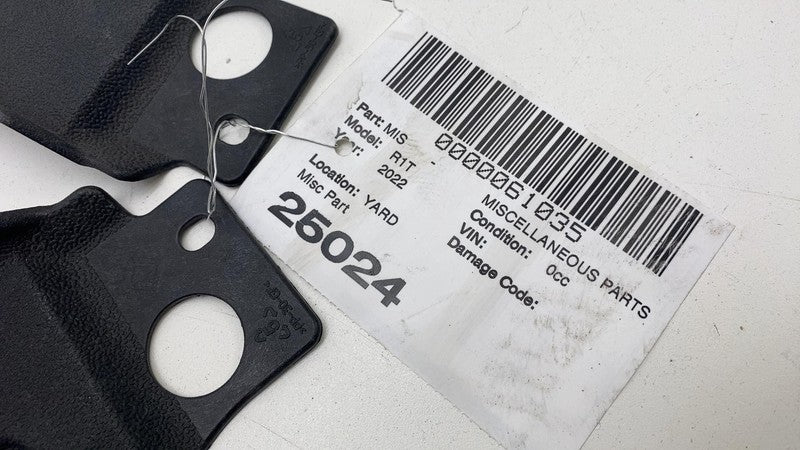 0000061035
Part: MIS - MISCELLANEOUS PARTS
Model: R1T Condition: 0cc
Year: 2022 VIN:
Location: YARD Damage Code:
Misc Part
25024